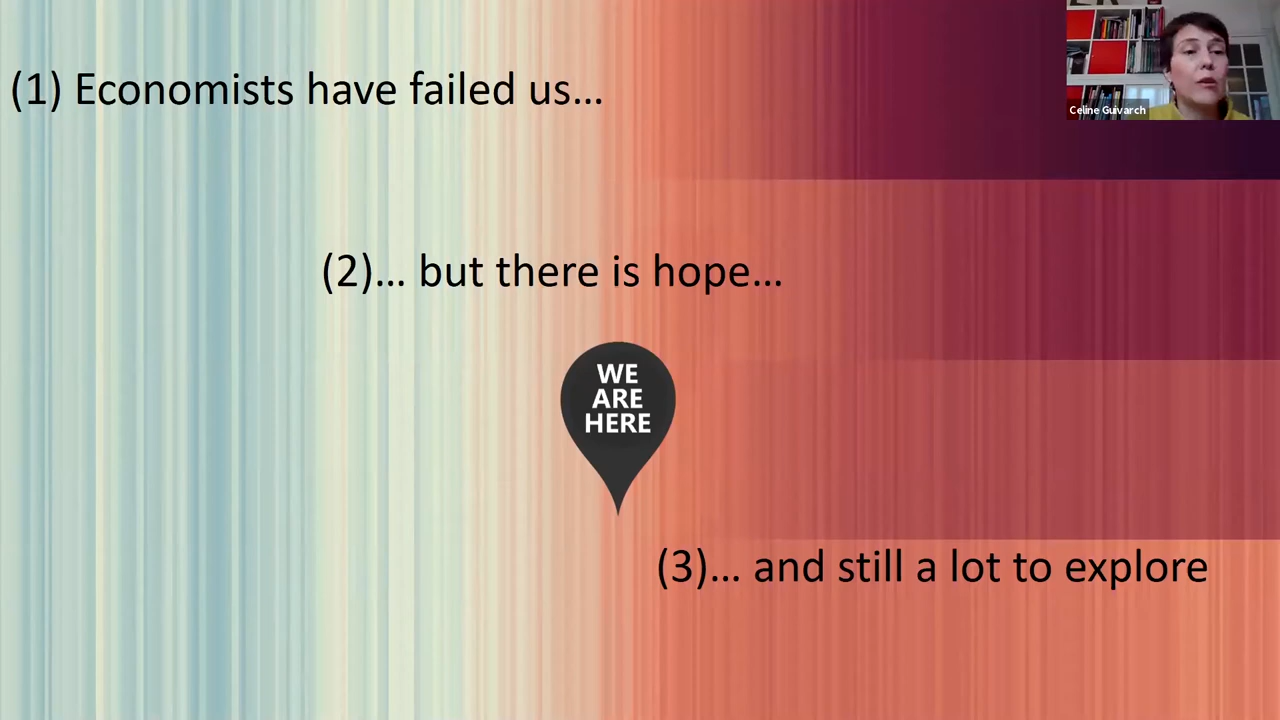 (1) Economists have failed us...
Celine Guivarch
(2)... but there is hope...
WE
ARE
HERE
(3)... and still a lot to explore